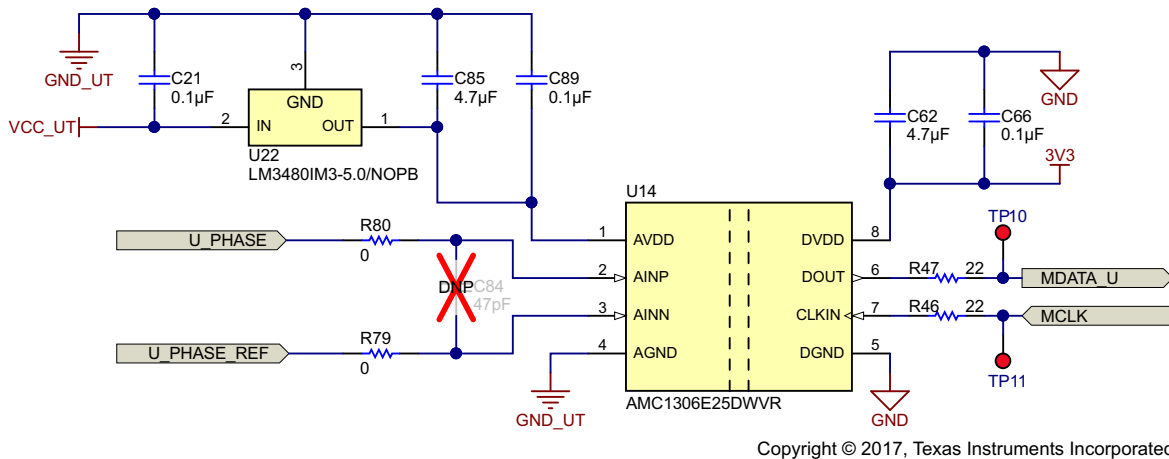 GND_UT
C21
0.1µF
3
GND
C85
4.7µF
C89
0.1µF
VCC_UT
2
IN
OUT
1
U22
LM3480IM3-5.0/NOPB
C62
4.7µF
C66
0.1µF
GND
3V3
U14
TP10
U_PHASE
R80
0
1
AVDD
DVDD
8
2
AINP
DOUT
6
R47
22
MDATA_U
DNP
C84
47pF
3
AINN
CLKIN
7
R46
22
MCLK
U_PHASE_REF
R79
0
4
AGND
DGND
5
TP11
GND_UT
AMC1306E25DWVR
GND
Copyright © 2017, Texas Instruments Incorporated